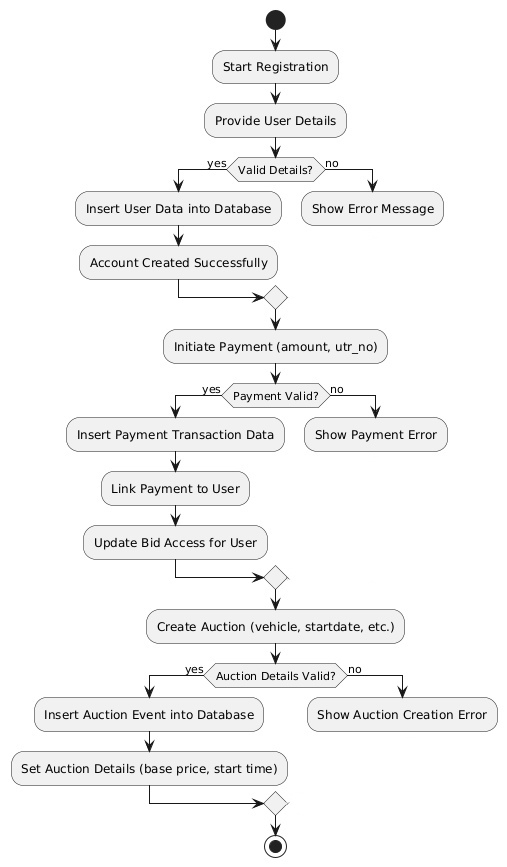 Start Registration
Provide User Details
yes
Valid Details?
no
Insert User Data into Database
Show Error Message
Account Created Successfully
Initiate Payment (amount, utr_no)
yes
Payment Valid?
no
Insert Payment Transaction Data
Show Payment Error
Link Payment to User
Update Bid Access for User
Create Auction (vehicle, startdate, etc.)
yes
Auction Details Valid?
no
Insert Auction Event into Database
Show Auction Creation Error
Set Auction Details (base price, start time)